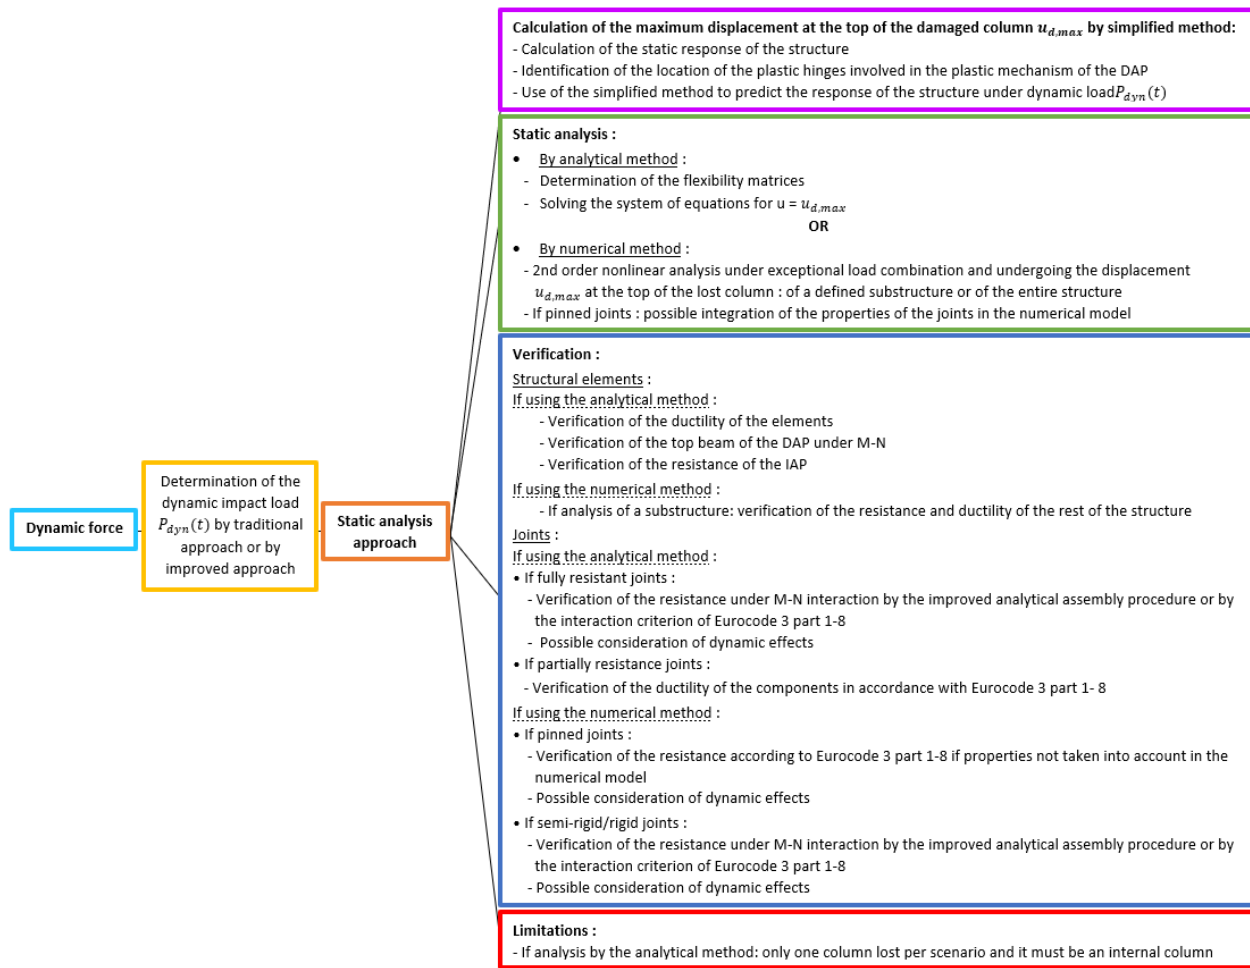 Dynamic force
Determination of the
dynamic impact load
P_dyn(t) by traditional
approach or by
improved approach
Static analysis
approach
Calculation of the maximum displacement at the top of the damaged column u_d,max by simplified method:
- Calculation of the static response of the structure
- Identification of the location of the plastic hinges involved in the plastic mechanism of the DAP
- Use of the simplified method to predict the response of the structure under dynamic loadP_dyn(t)
Static analysis :
• By analytical method :
- Determination of the flexibility matrices
- Solving the system of equations for u = u_d,max
OR
• By numerical method :
- 2nd order nonlinear analysis under exceptional load combination and undergoing the displacement
u_d,max at the top of the lost column : of a defined substructure or of the entire structure
- If pinned joints : possible integration of the properties of the joints in the numerical model
Verification :
Structural elements :
If using the analytical method :
- Verification of the ductility of the elements
- Verification of the top beam of the DAP under M-N
- Verification of the resistance of the IAP
If using the numerical method :
- If analysis of a substructure: verification of the resistance and ductility of the rest of the structure
Joints :
If using the analytical method :
• If fully resistant joints :
- Verification of the resistance under M-N interaction by the improved analytical assembly procedure or by
the interaction criterion of Eurocode 3 part 1-8
- Possible consideration of dynamic effects
• If partially resistance joints :
- Verification of the ductility of the components in accordance with Eurocode 3 part 1- 8
If using the numerical method :
• If pinned joints :
- Verification of the resistance according to Eurocode 3 part 1-8 if properties not taken into account in the
numerical model
- Possible consideration of dynamic effects
• If semi-rigid/rigid joints :
- Verification of the resistance under M-N interaction by the improved analytical assembly procedure or by
the interaction criterion of Eurocode 3 part 1-8
- Possible consideration of dynamic effects
Limitations :
- If analysis by the analytical method: only one column lost per scenario and it must be an internal column